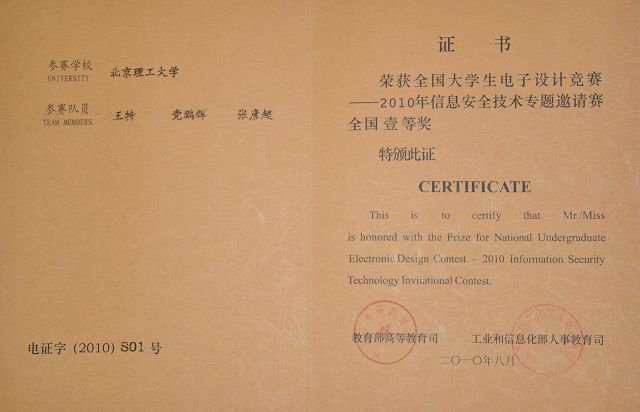 参赛学校
UNIVERSITY
北京理工大学
参赛队员
TEAM MEMBERS
王特 党鹏辉 张彦超
电证字 (2010) S01 号
证 书
荣获全国大学生电子设计竞赛
——2010年信息安全技术专题邀请赛
全国 壹 等奖
特颁此证
CERTIFICATE
This is to certify that Mr./Miss
is honored with the Prize for National Undergraduate
Electronic Design Contest - 2010 Information Security
Technology Invitational Contest.
教育部高等教育司 工业和信息化部人事教育司
二〇一〇年八月